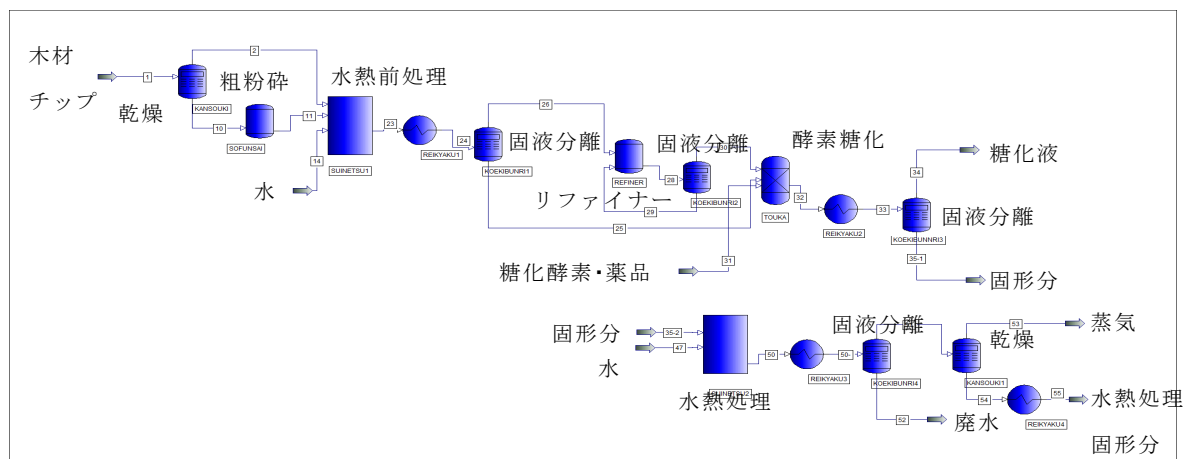 木材
チップ
1
乾燥
2
KANSOUKI
粗粉砕
10
SOFUNSAI
11
水熱前処理
14
水
SUINETSU1
23
REIKYAKU1
24
26
固液分離
KOEKIBUNRI1
REFINER
リファイナー
28
固液分離
30
KOEKIBUNRI2
29
25
酵素糖化
TOUKA
糖化酵素・薬品
31
32
REIKYAKU2
33
34
糖化液
固液分離
KOEKIBUNNRI3
35-1
固形分
固形分
35-2
水
47
水熱処理
50
REIKYAKU3
50-
固液分離
KOEKIBUNRI4
52
廃水
53
蒸気
乾燥
KANSOUKI1
54
REIKYAKU4
55
水熱処理
固形分